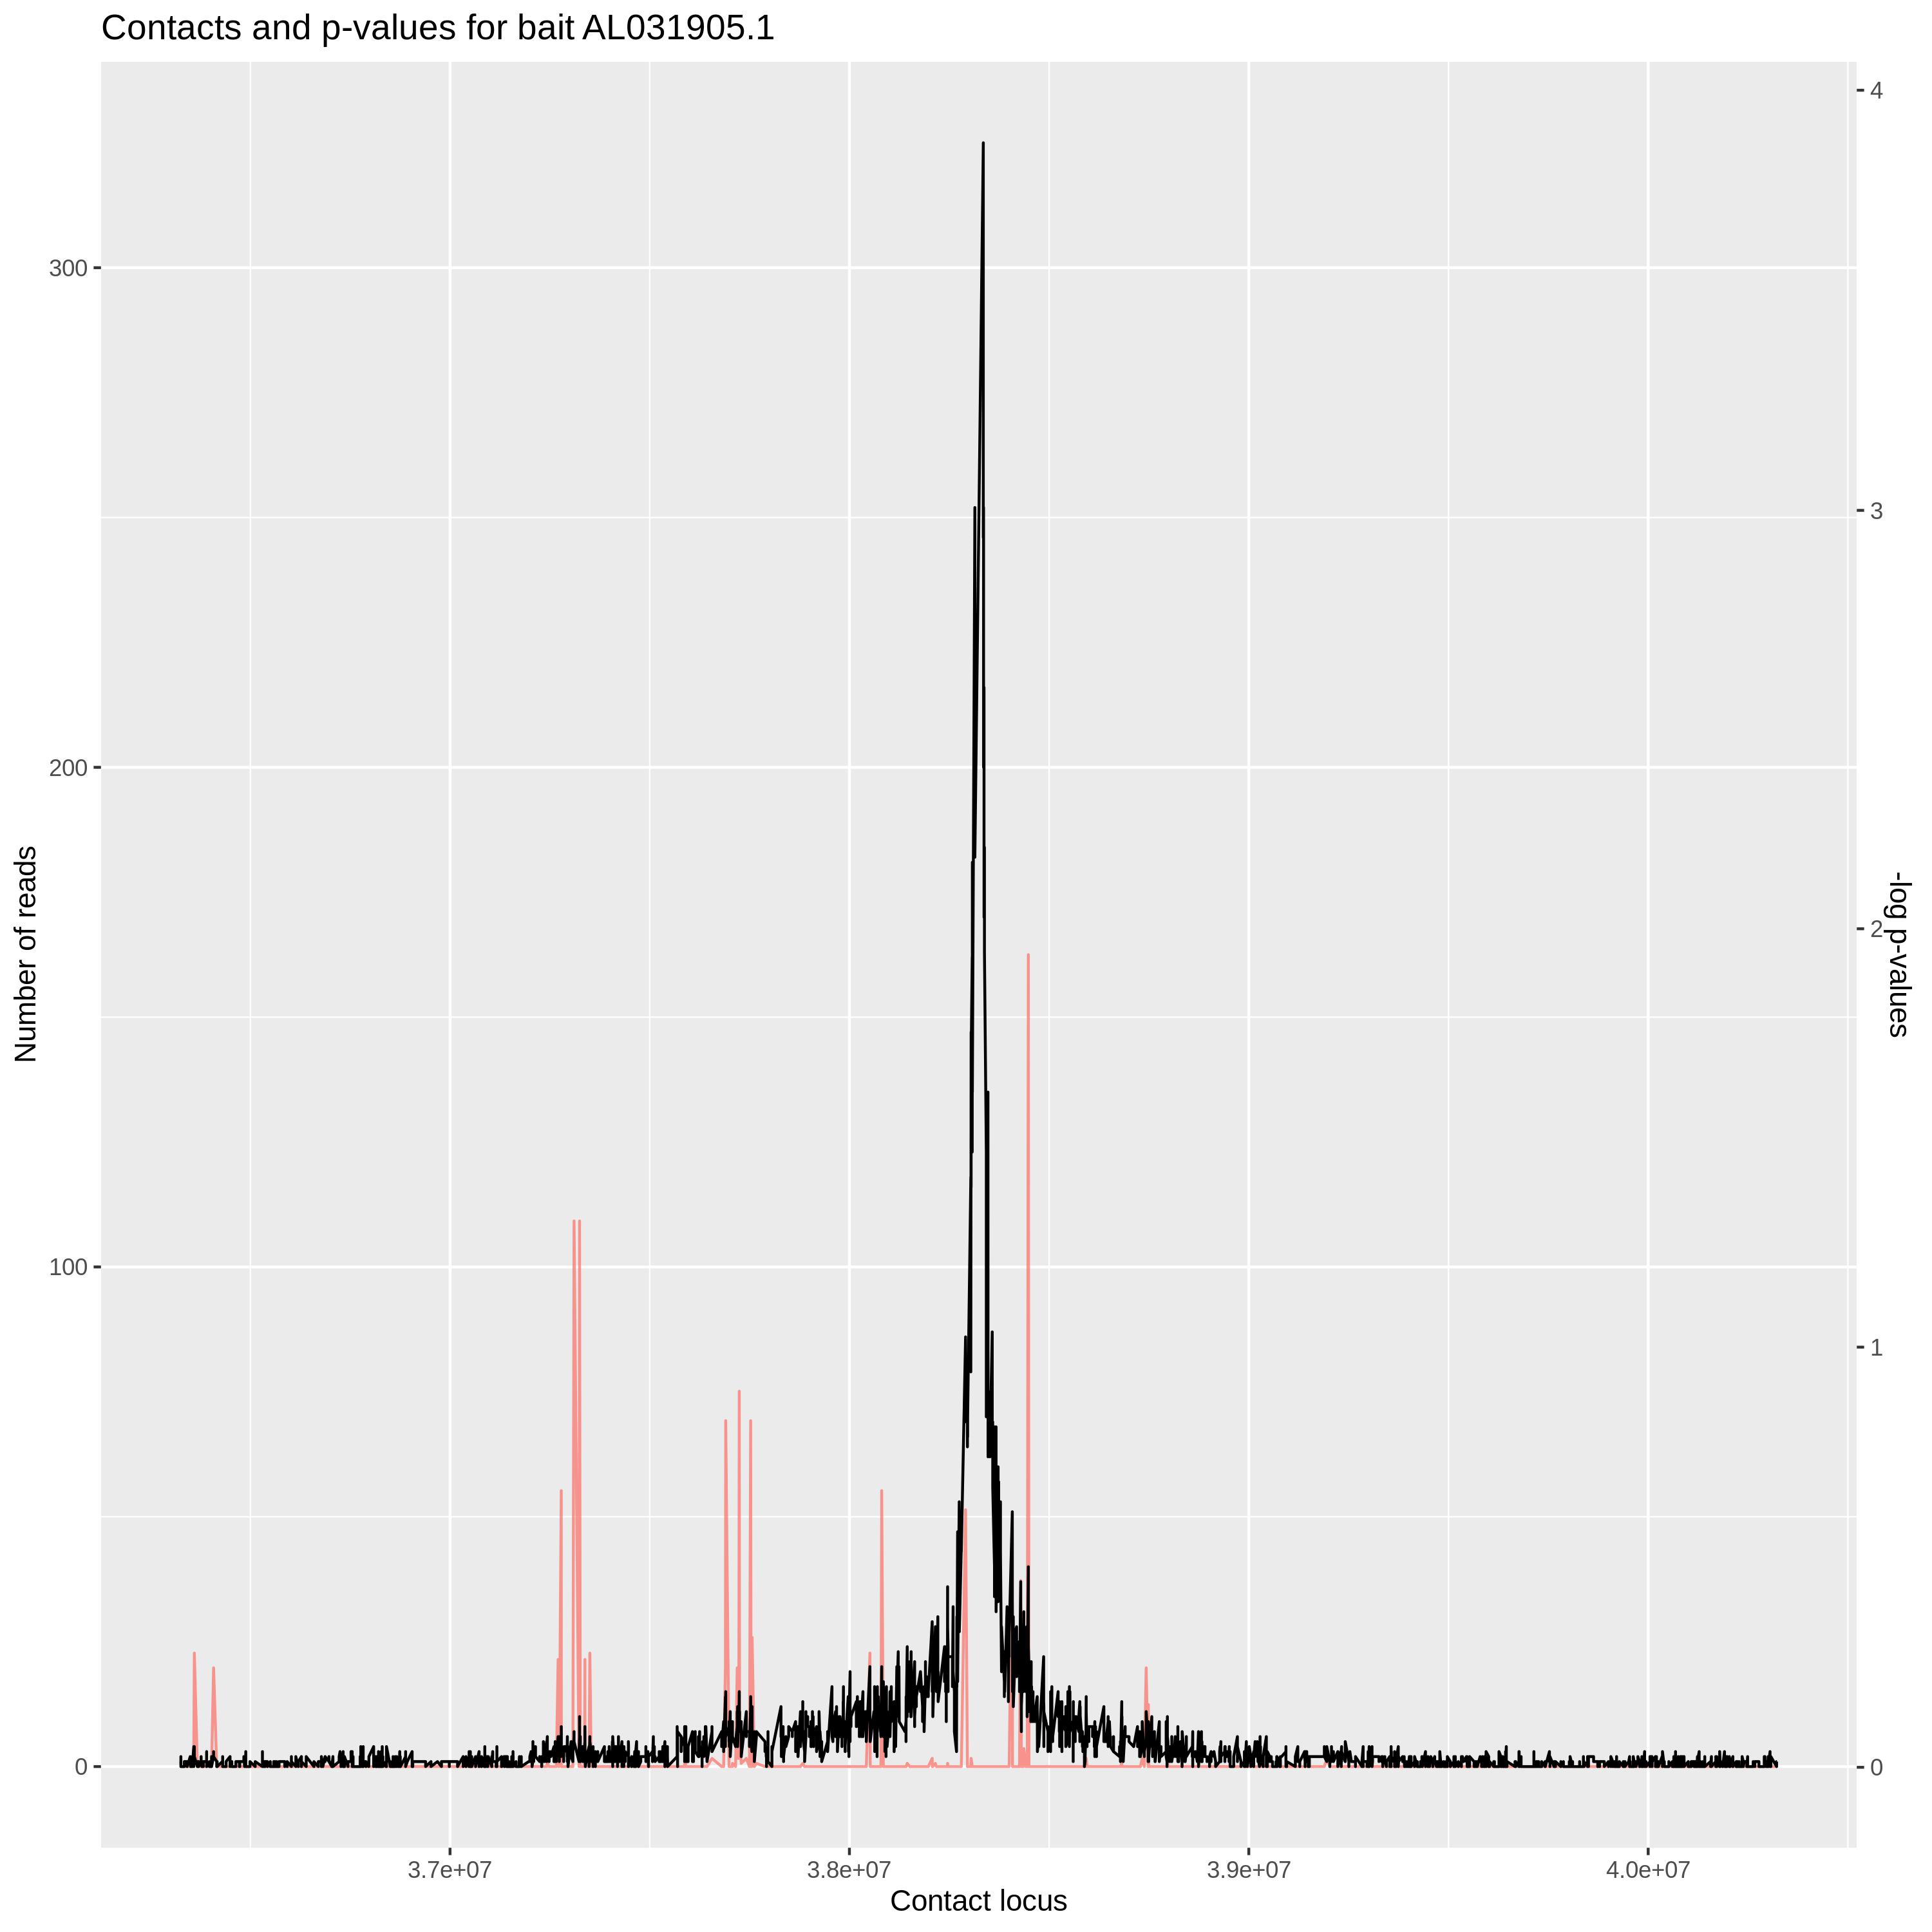 Contacts and p-values for bait AL031905.1
4
300
3
200
Number of reads
-log p-values
2
100
1
0
0
3.7e+07
3.8e+07
3.9e+07
4.0e+07
Contact locus